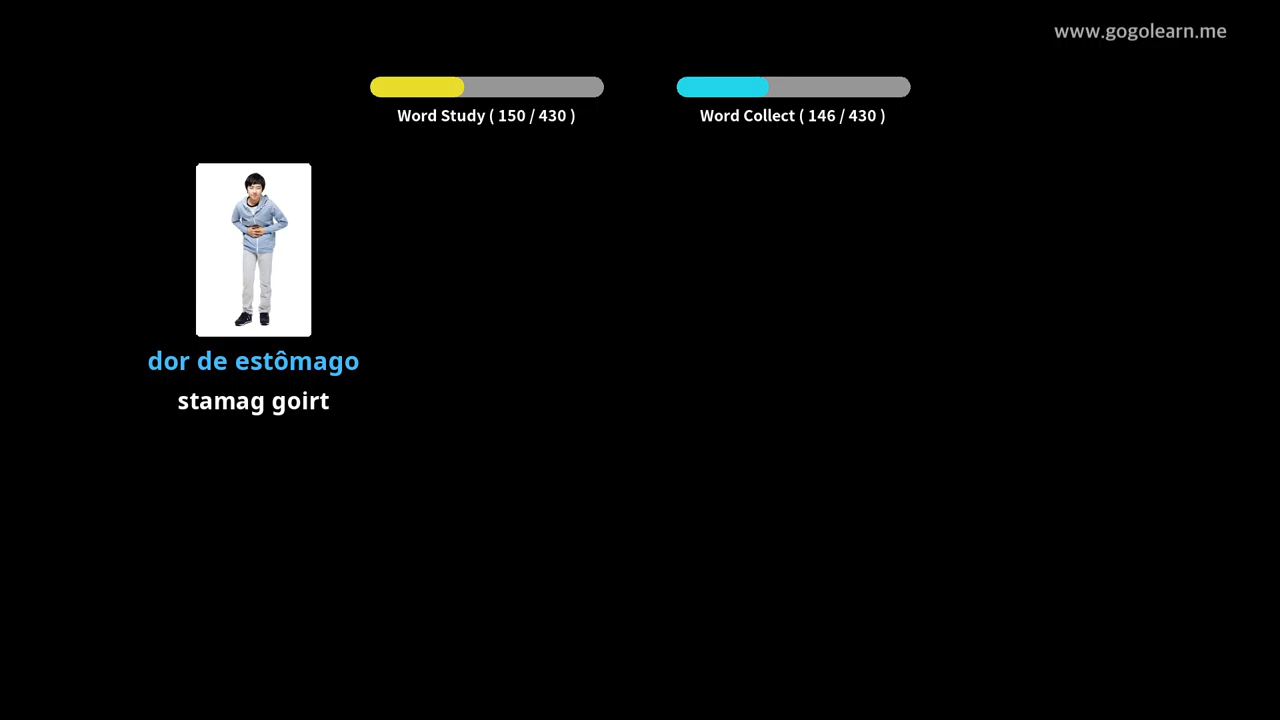 www.gogolearn.me
Word Study ( 150 / 430 )
Word Collect ( 146 / 430 )
dor de estômago
stamag goirt